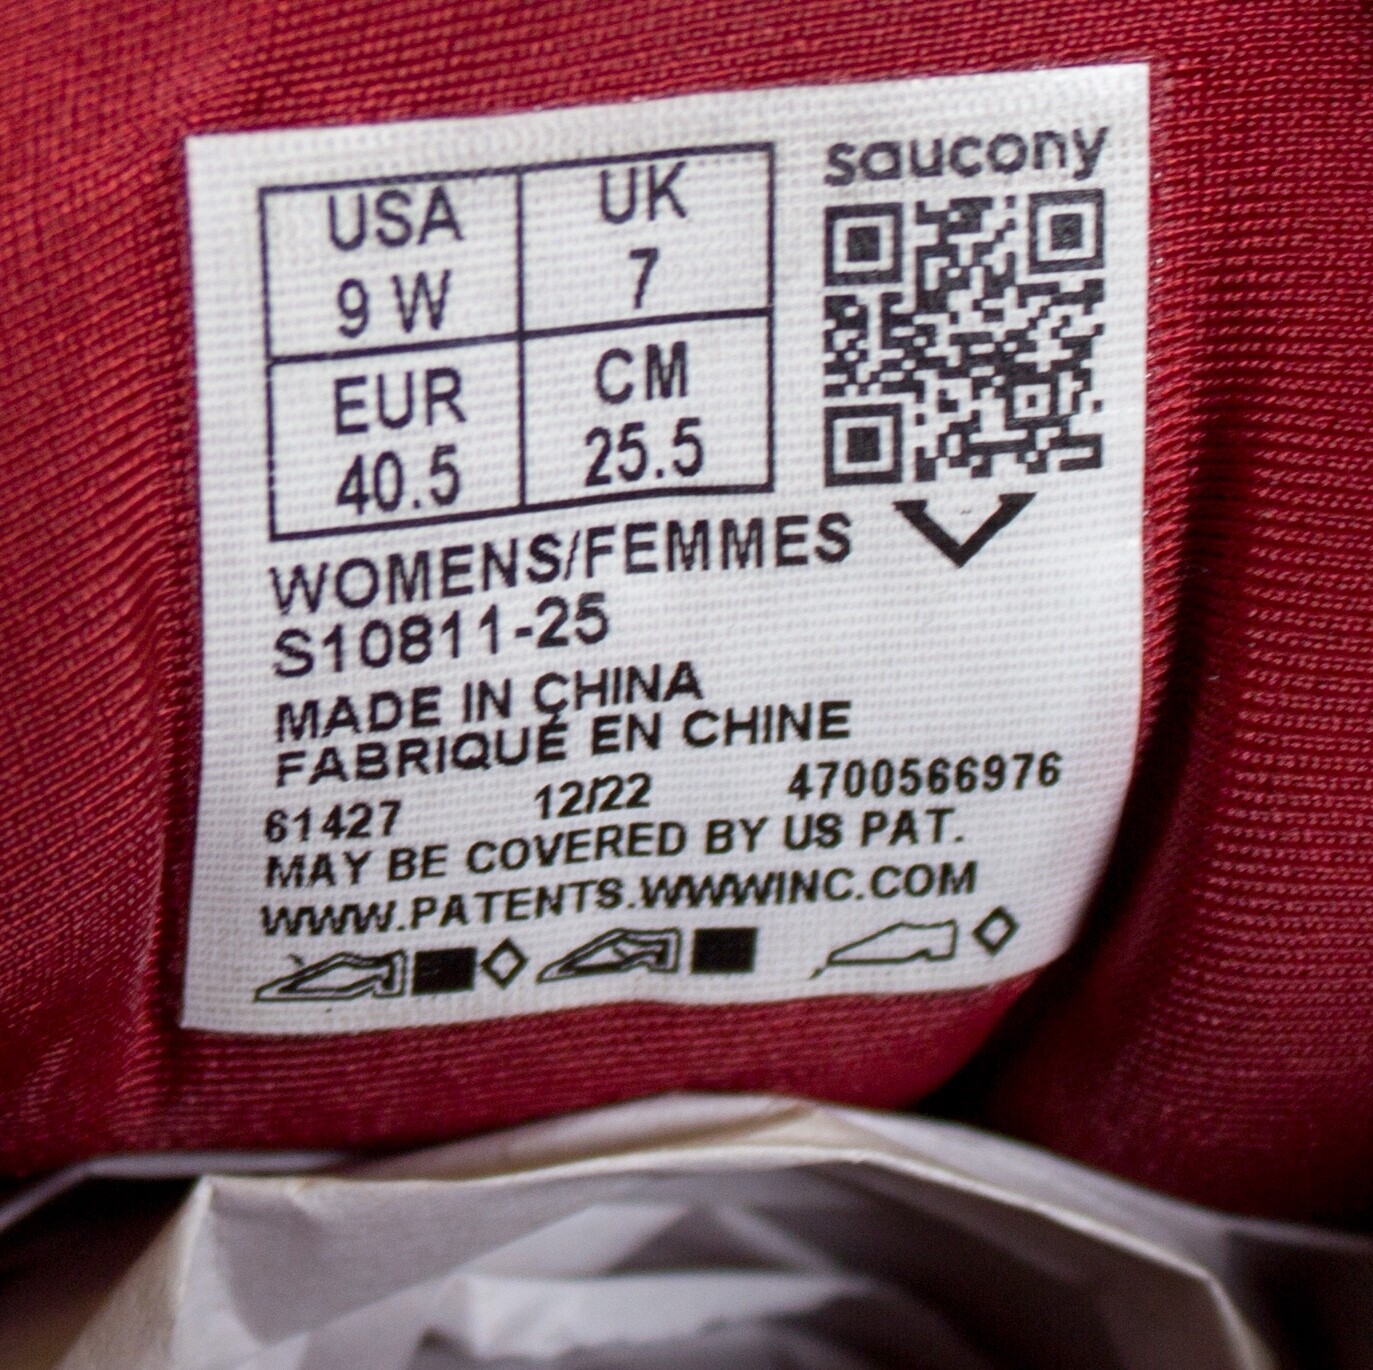 saucony
USA UK
9 W 7
EUR CM
40.5 25.5
WOMENS/FEMMES
S10811-25
MADE IN CHINA
FABRIQUÉ EN CHINE
61427 12/22 4700566976
MAY BE COVERED BY US PAT.
WWW.PATENTS.WWWINC.COM